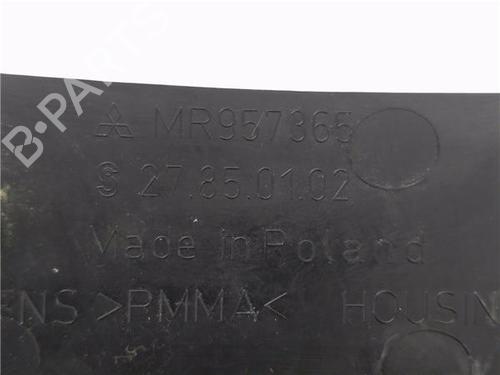 B-PARTS
MR957365
S 27.85.01.02
Made in Poland
ENS >PMMA< HOUSIN